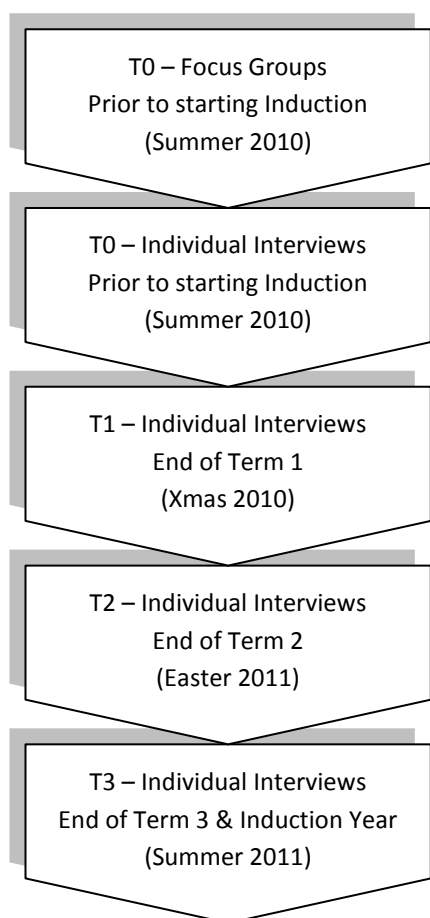 T0 – Focus Groups
Prior to starting Induction
(Summer 2010)
T0 – Individual Interviews
Prior to starting Induction
(Summer 2010)
T1 – Individual Interviews
End of Term 1
(Xmas 2010)
T2 – Individual Interviews
End of Term 2
(Easter 2011)
T3 – Individual Interviews
End of Term 3 & Induction Year
(Summer 2011)